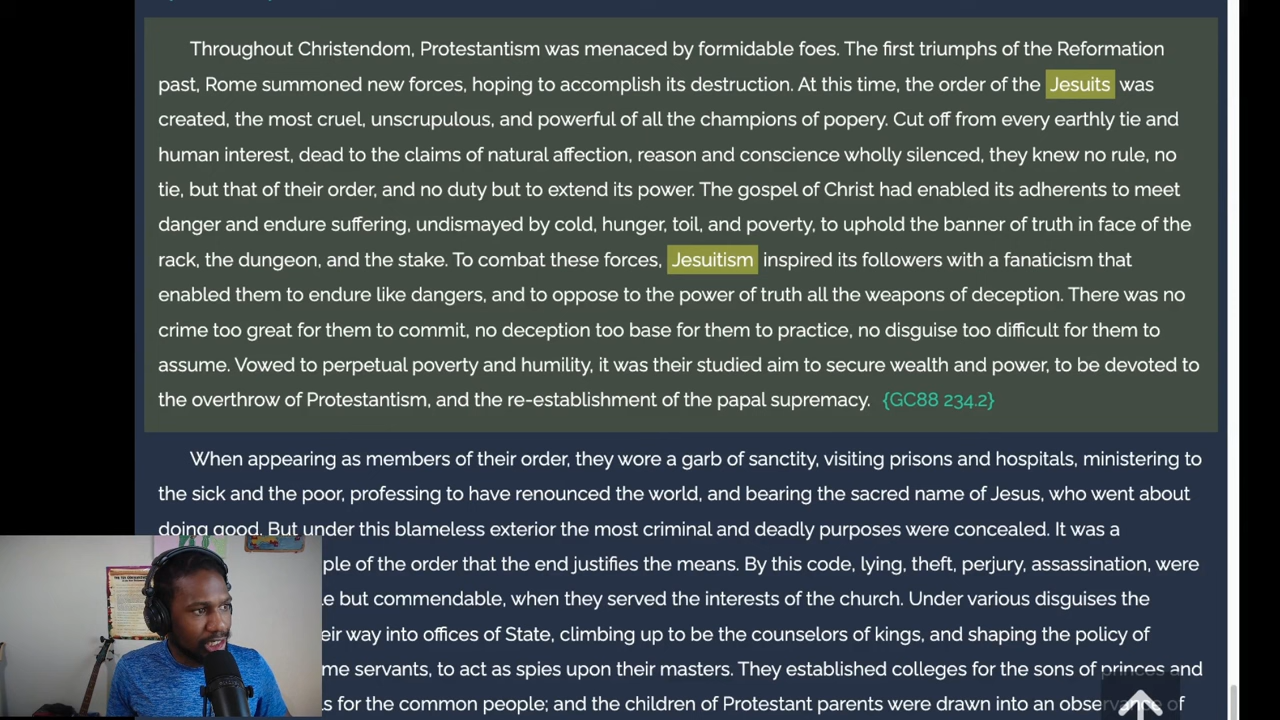 Throughout Christendom, Protestantism was menaced by formidable foes. The first triumphs of the Reformation
past, Rome summoned new forces, hoping to accomplish its destruction. At this time, the order of the Jesuits was
created, the most cruel, unscrupulous, and powerful of all the champions of popery. Cut off from every earthly tie and
human interest, dead to the claims of natural affection, reason and conscience wholly silenced, they knew no rule, no
tie, but that of their order, and no duty but to extend its power. The gospel of Christ had enabled its adherents to meet
danger and endure suffering, undismayed by cold, hunger, toil, and poverty, to uphold the banner of truth in face of the
rack, the dungeon, and the stake. To combat these forces, Jesuitism inspired its followers with a fanaticism that
enabled them to endure like dangers, and to oppose to the power of truth all the weapons of deception. There was no
crime too great for them to commit, no deception too base for them to practice, no disguise too difficult for them to
assume. Vowed to perpetual poverty and humility, it was their studied aim to secure wealth and power, to be devoted to
the overthrow of Protestantism, and the re-establishment of the papal supremacy. {GC88 234.2}
When appearing as members of their order, they wore a garb of sanctity, visiting prisons and hospitals, ministering to
the sick and the poor, professing to have renounced the world, and bearing the sacred name of Jesus, who went about
doing good. But under this blameless exterior the most criminal and deadly purposes were concealed. It was a
ple of the order that the end justifies the means. By this code, lying, theft, perjury, assassination, were
le but commendable, when they served the interests of the church. Under various disguises the
eir way into offices of State, climbing up to be the counselors of kings, and shaping the policy of
me servants, to act as spies upon their masters. They established colleges for the sons of princes and
s for the common people; and the children of Protestant parents were drawn into an observance of